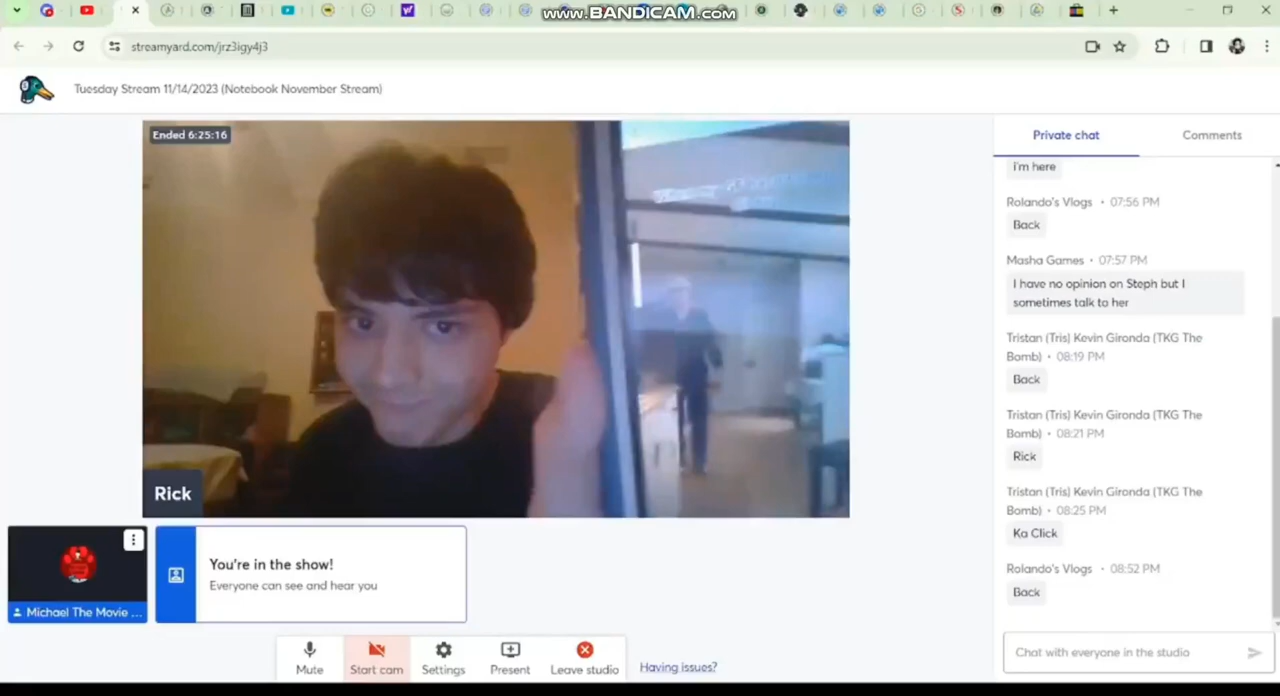 www.BANDICAM.com
streamyard.com/jrz3igy4j3
Tuesday Stream 11/14/2023 (Notebook November Stream)
Ended 6:25:16
Rick
Michael The Movie ...
You're in the show!
Everyone can see and hear you
Mute
Start cam
Settings
Present
Leave studio
Having issues?
Private chat
Comments
i'm here
Rolando's Vlogs • 07:56 PM
Back
Masha Games • 07:57 PM
I have no opinion on Steph but I
sometimes talk to her
Tristan (Tris) Kevin Gironda (TKG The
Bomb) • 08:19 PM
Back
Tristan (Tris) Kevin Gironda (TKG The
Bomb) • 08:21 PM
Rick
Tristan (Tris) Kevin Gironda (TKG The
Bomb) • 08:25 PM
Ka Click
Rolando's Vlogs • 08:52 PM
Back
Chat with everyone in the studio